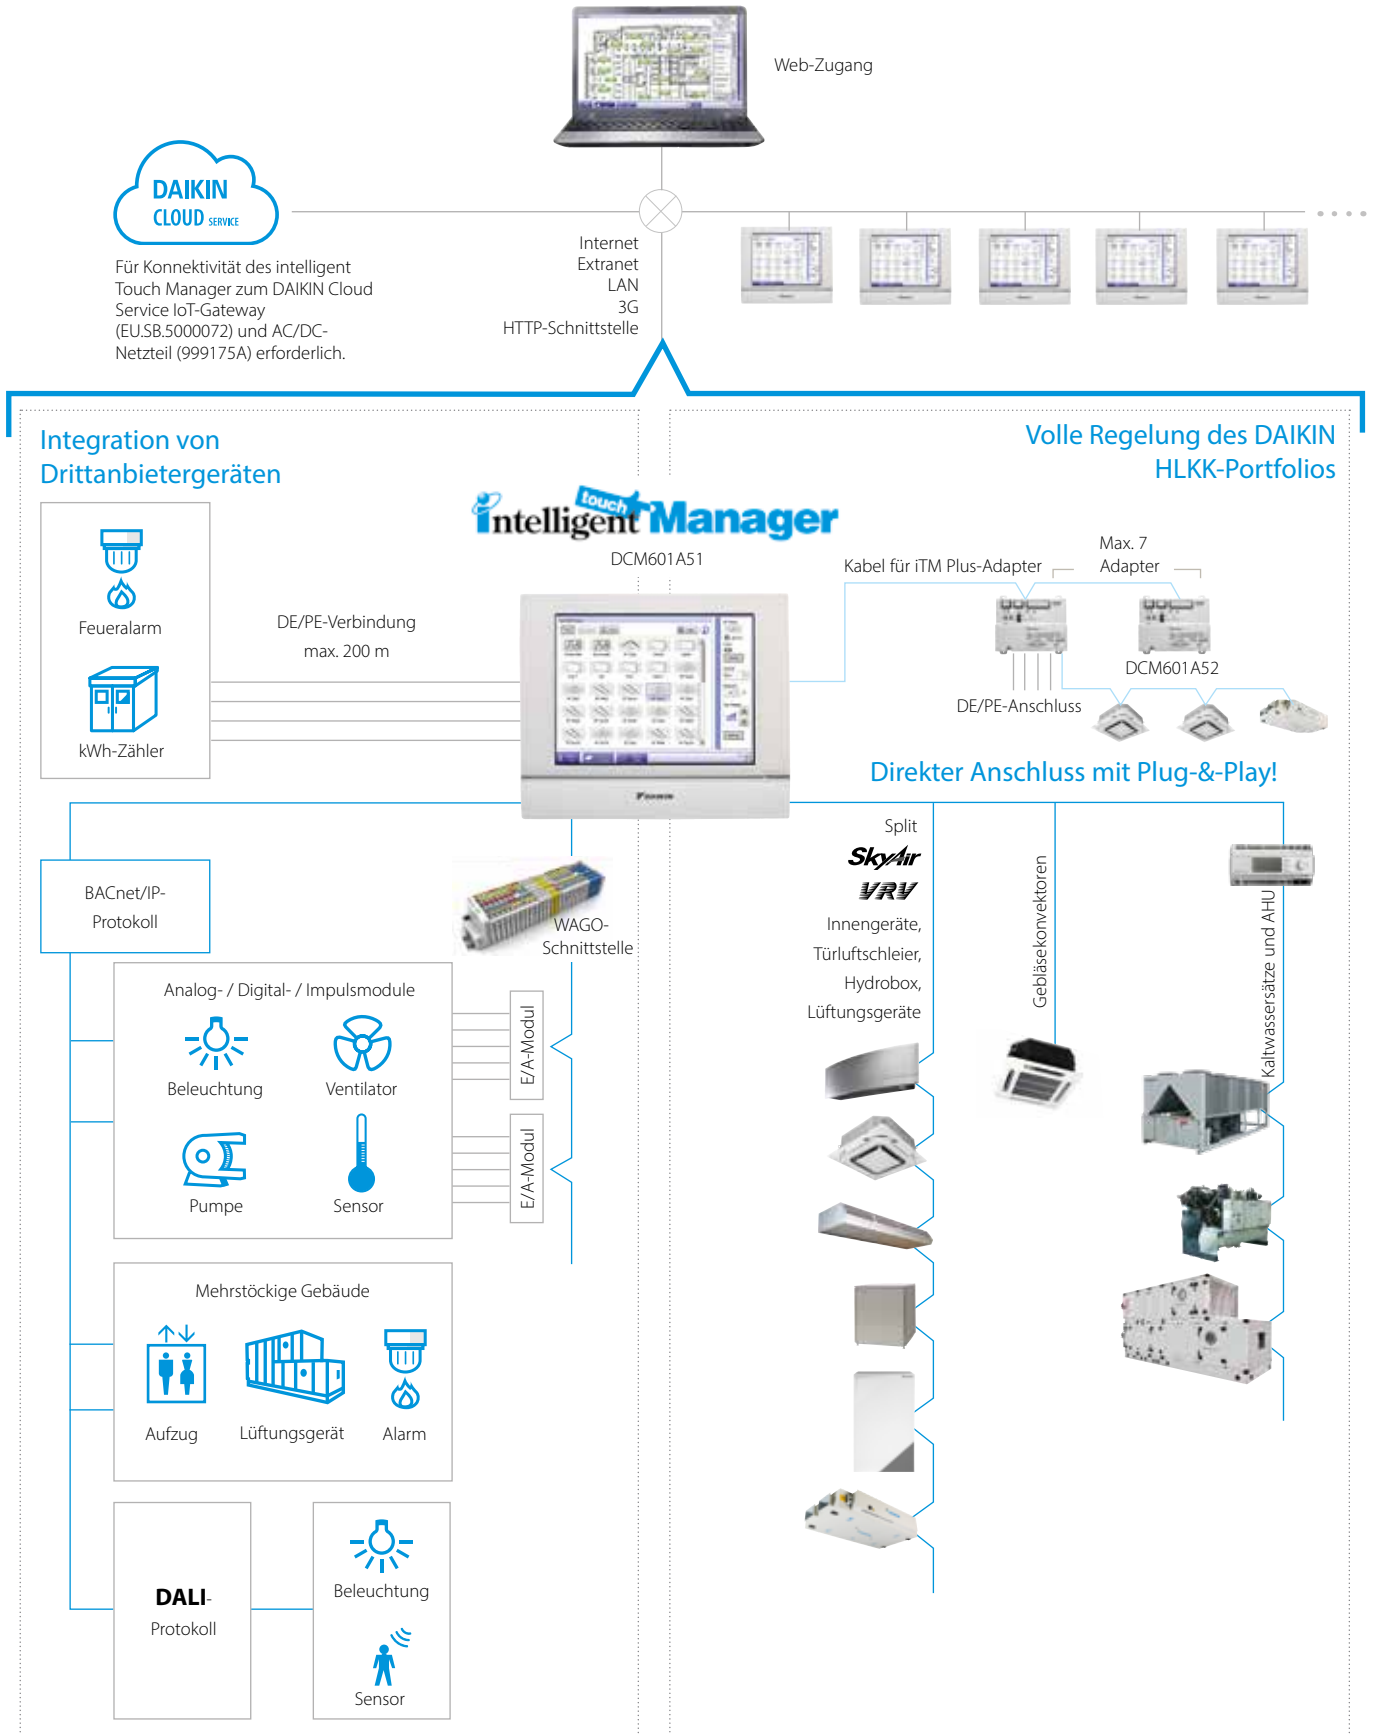 Web-Zugang
DAIKIN
CLOUD SERVICE
Für Konnektivität des intelligent
Touch Manager zum DAIKIN Cloud
Service IoT-Gateway
(EU.SB.5000072) und AC/DC-
Netzteil (999175A) erforderlich.
Internet
Extranet
LAN
3G
HTTP-Schnittstelle
Integration von
Drittanbietergeräten
Volle Regelung des DAIKIN
HLKK-Portfolios
Feueralarm
kWh-Zähler
DE/PE-Verbindung
max. 200 m
intelligent touch Manager
DCM601A51
DAIKIN
Kabel für iTM Plus-Adapter
Max. 7
Adapter
DCM601A52
DE/PE-Anschluss
Direkter Anschluss mit Plug-&-Play!
BACnet/IP-
Protokoll
WAGO-
Schnittstelle
Analog- / Digital- / Impulsmodule
Beleuchtung
Ventilator
Pumpe
Sensor
E/A-Modul
E/A-Modul
Mehrstöckige Gebäude
Aufzug
Lüftungsgerät
Alarm
DALI-
Protokoll
Beleuchtung
Sensor
Split
SkyAir
VRV
Innengeräte,
Türluftschleier,
Hydrobox,
Lüftungsgeräte
Gebläsekonvektoren
Kaltwassersätze und AHU